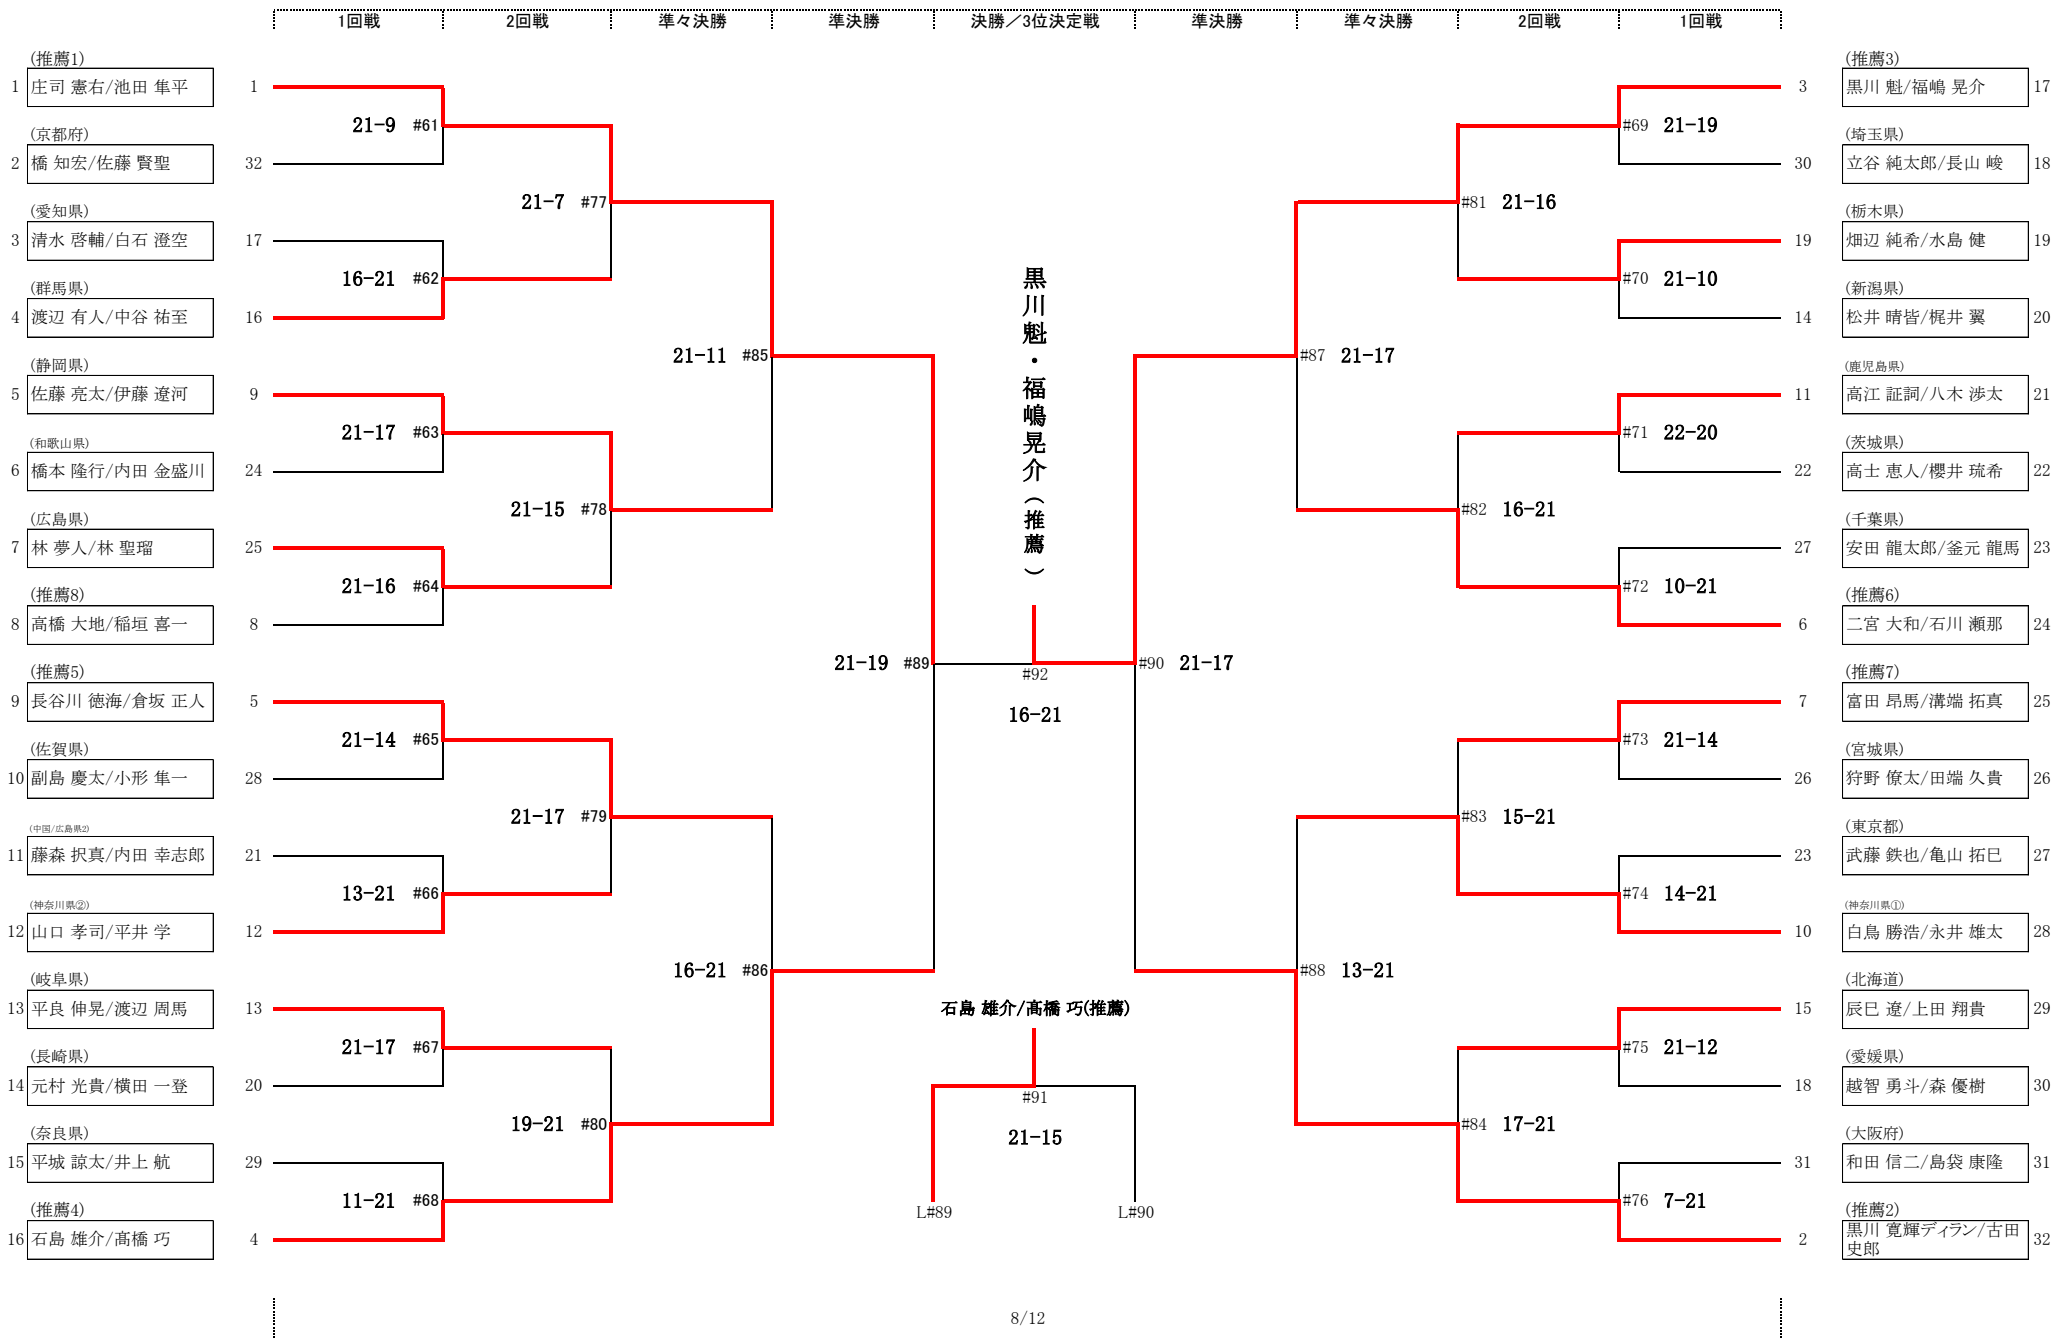 1回戦 2回戦 準々決勝 準決勝 決勝/3位決定戦 準決勝 準々決勝 2回戦 1回戦
(推薦1)
1 庄司 憲右/池田 隼平 1
21-9 #61
(京都府)
2 橋 知宏/佐藤 賢聖 32
21-7 #77
(愛知県)
3 清水 啓輔/白石 澄空 17
16-21 #62
(群馬県)
4 渡辺 有人/中谷 祐至 16
21-11 #85
(静岡県)
5 佐藤 亮太/伊藤 遼河 9
21-17 #63
(和歌山県)
6 橋本 隆行/内田 金盛川 24
21-15 #78
(広島県)
7 林 夢人/林 聖瑠 25
21-16 #64
(推薦8)
8 高橋 大地/稲垣 喜一 8
21-19 #89
(推薦5)
9 長谷川 徳海/倉坂 正人 5
21-14 #65
(佐賀県)
10 副島 慶太/小形 隼一 28
21-17 #79
(中国/広島県2)
11 藤森 択真/内田 幸志郎 21
13-21 #66
(神奈川県②)
12 山口 孝司/平井 学 12
16-21 #86
(岐阜県)
13 平良 伸晃/渡辺 周馬 13
21-17 #67
(長崎県)
14 元村 光貴/横田 一登 20
19-21 #80
(奈良県)
15 平城 諒太/井上 航 29
11-21 #68
(推薦4)
16 石島 雄介/髙橋 巧 4
黒川魁・福嶋晃介(推薦)
#92
16-21
石島 雄介/髙橋 巧(推薦)
#91
21-15
L#89 L#90
(推薦3)
3 黒川 魁/福嶋 晃介 17
#69 21-19
(埼玉県)
30 立谷 純太郎/長山 峻 18
#81 21-16
(栃木県)
19 畑辺 純希/水島 健 19
#70 21-10
(新潟県)
14 松井 晴皆/梶井 翼 20
#87 21-17
(鹿児島県)
11 高江 証詞/八木 渉太 21
#71 22-20
(茨城県)
22 高士 恵人/櫻井 琉希 22
#82 16-21
(千葉県)
27 安田 龍太郎/釜元 龍馬 23
#72 10-21
(推薦6)
6 二宮 大和/石川 瀬那 24
#90 21-17
(推薦7)
7 富田 昂馬/溝端 拓真 25
#73 21-14
(宮城県)
26 狩野 僚太/田端 久貴 26
#83 15-21
(東京都)
23 武藤 鉄也/亀山 拓巳 27
#74 14-21
(神奈川県①)
10 白鳥 勝浩/永井 雄太 28
#88 13-21
(北海道)
15 辰巳 遼/上田 翔貴 29
#75 21-12
(愛媛県)
18 越智 勇斗/森 優樹 30
#84 17-21
(大阪府)
31 和田 信二/島袋 康隆 31
#76 7-21
(推薦2)
2 黒川 寛輝ディラン/古田 32
史郎
8/12